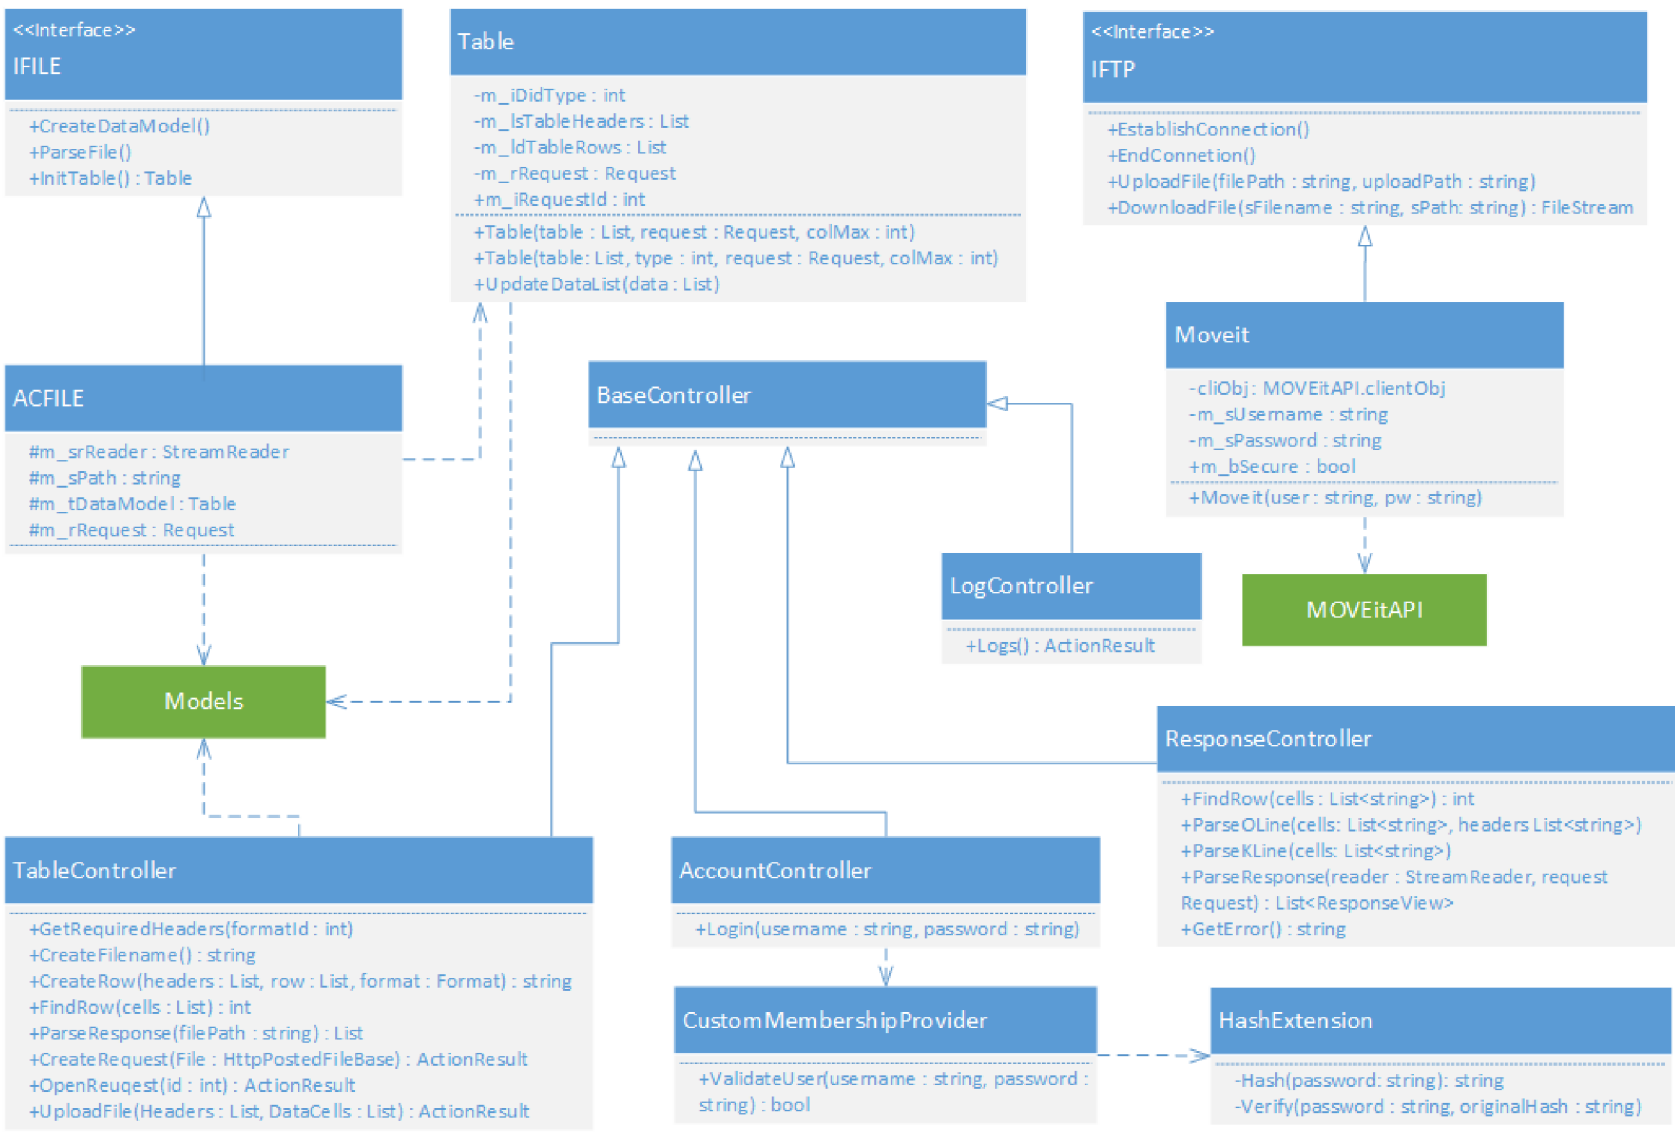 <<Interface>>
IFILE
+CreateDataModel()
+ParseFile()
+InitTable() : Table
Table
-m_iDidType : int
-m_lsTableHeaders : List
-m_ldTableRows : List
-m_rRequest : Request
+m_iRequestId : int
+Table(table : List, request : Request, colMax : int)
+Table(table: List, type : int, request : Request, colMax : int)
+UpdateDataList(data : List)
<<Interface>>
IFTP
+EstablishConnection()
+EndConnetion()
+UploadFile(filePath : string, uploadPath : string)
+DownloadFile(sFilename : string, sPath: string) : FileStream
ACFILE
#m_srReader : StreamReader
#m_sPath : string
#m_tDataModel : Table
#m_rRequest : Request
BaseController
Moveit
-cliObj : MOVEitAPI.clientObj
-m_sUsername : string
-m_sPassword : string
+m_bSecure : bool
+Moveit(user : string, pw : string)
LogController
+Logs() : ActionResult
MOVEitAPI
Models
ResponseController
+FindRow(cells : List<string>) : int
+ParseOLine(cells: List<string>, headers List<string>)
+ParseKLine(cells: List<string>)
+ParseResponse(reader : StreamReader, request
Request) : List<ResponseView>
+GetError() : string
TableController
+GetRequiredHeaders(formatId : int)
+CreateFilename() : string
+CreateRow(headers : List, row : List, format : Format) : string
+FindRow(cells : List) : int
+ParseResponse(filePath : string) : List
+CreateRequest(File : HttpPostedFileBase) : ActionResult
+OpenReuqest(id : int) : ActionResult
+UploadFile(Headers : List, DataCells : List) : ActionResult
AccountController
+Login(username : string, password : string)
CustomMembershipProvider
+ValidateUser(username : string, password :
string) : bool
HashExtension
-Hash(password: string): string
-Verify(password : string, originalHash : string)